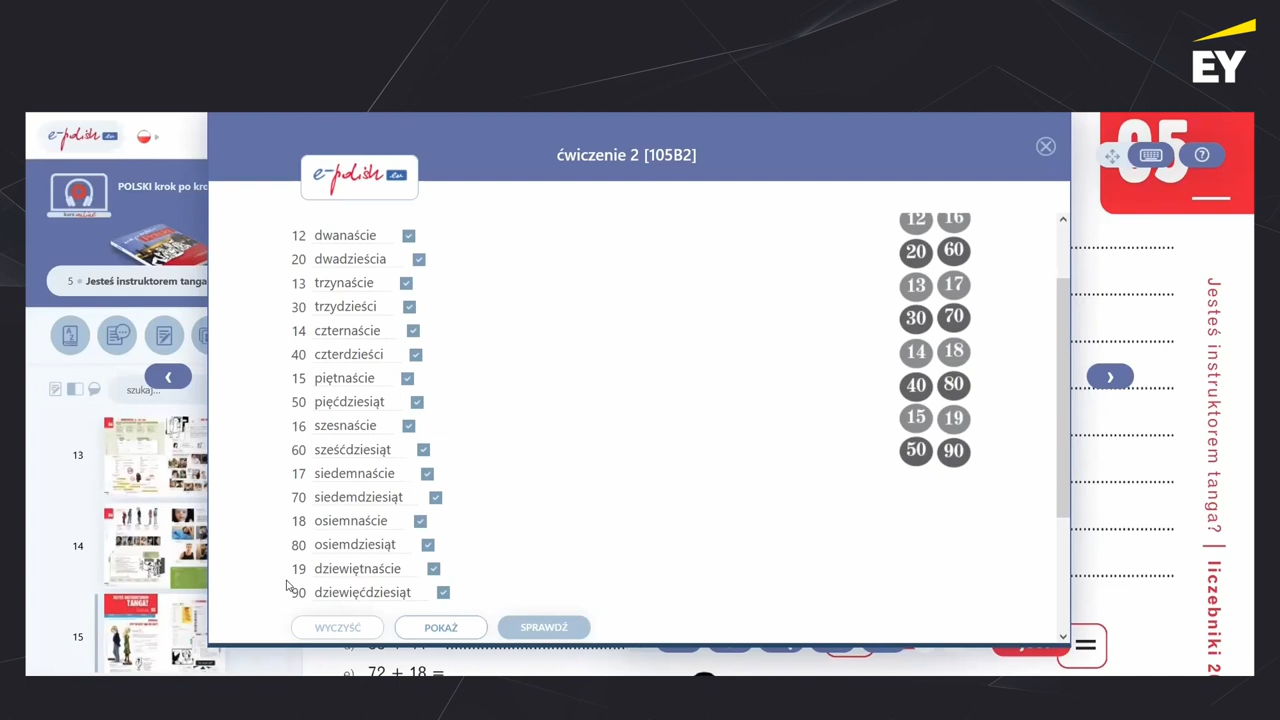 EY
e-polish.eu
POLSKI krok po kro
5 Jesteś instruktorem tanga
szukaj...
13
14
15
ćwiczenie 2 [105B2]
e-polish.eu
12 dwanaście
20 dwadzieścia
13 trzynaście
30 trzydzieści
14 czternaście
40 czterdzieści
15 piętnaście
50 pięćdziesiąt
16 szesnaście
60 sześćdziesiąt
17 siedemnaście
70 siedemdziesiąt
18 osiemnaście
80 osiemdziesiąt
19 dziewiętnaście
90 dziewięćdziesiąt
WYCZYŚĆ POKAŻ SPRAWDŹ
12 16
20 60
13 17
30 70
14 18
40 80
15 19
50 90
05
Jesteś instruktorem tanga? | liczebniki
=
72 + 18 =